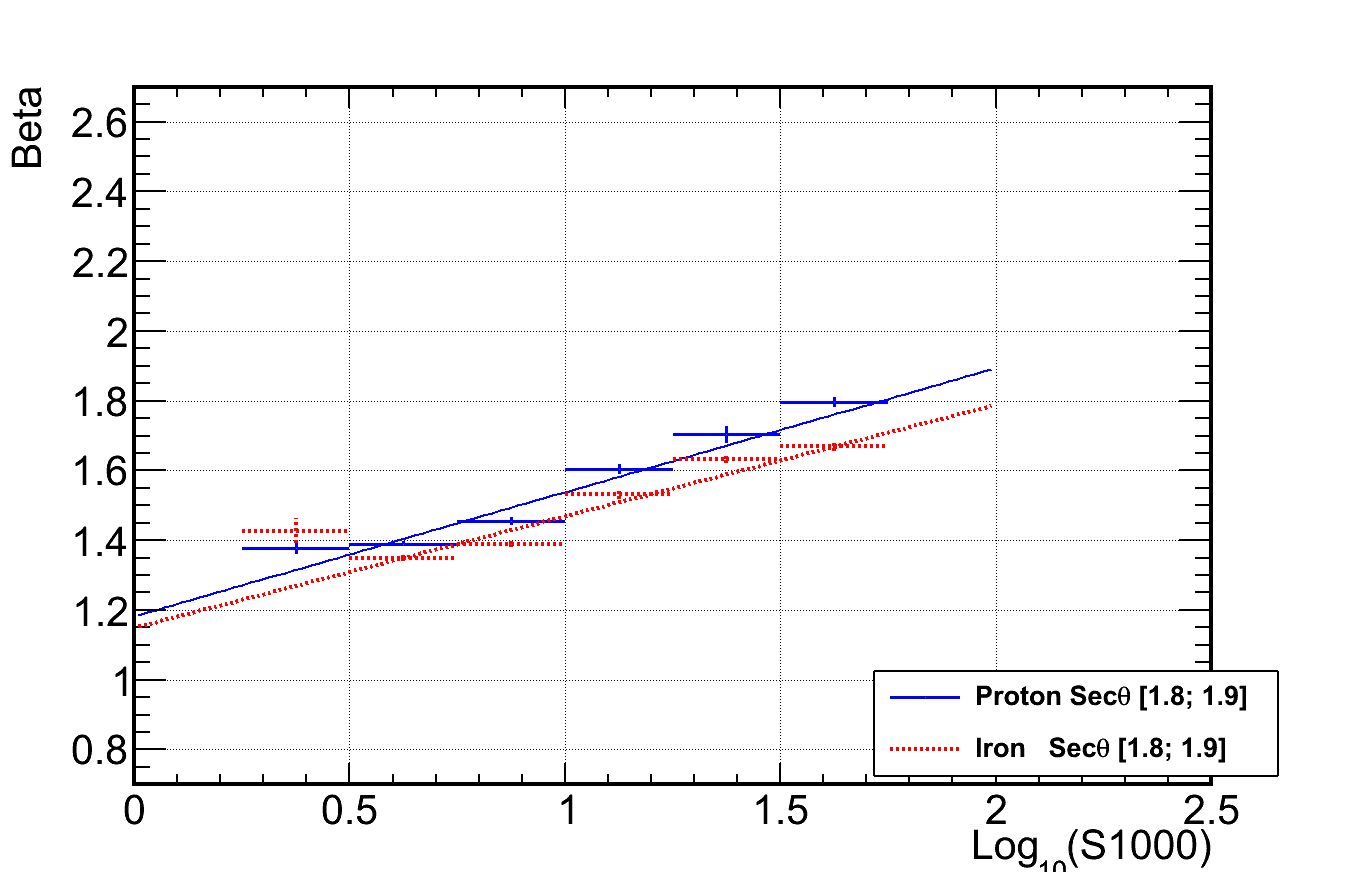 Beta
2.6
2.4
2.2
2
1.8
1.6
1.4
1.2
1
0.8
0 0.5 1 1.5 2 2.5
Log10(S1000)
Proton Secθ [1.8; 1.9]
Iron Secθ [1.8; 1.9]